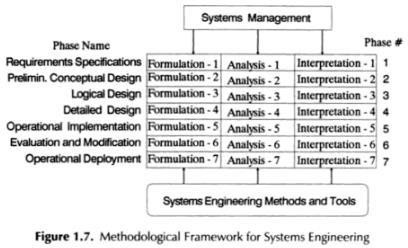 Systems Management
Phase Name
Phase #
Requirements Specifications Formulation - 1 Analysis - 1 Interpretation - 1 1
Prelimin. Conceptual Design Formulation - 2 Analysis - 2 Interpretation - 2 2
Logical Design Formulation - 3 Analysis - 3 Interpretation - 3 3
Detailed Design Formulation - 4 Analysis - 4 Interpretation - 4 4
Operational Implementation Formulation - 5 Analysis - 5 Interpretation - 5 5
Evaluation and Modification Formulation - 6 Analysis - 6 Interpretation - 6 6
Operational Deployment Formulation - 7 Analysis - 7 Interpretation - 7 7
Systems Engineering Methods and Tools
Figure 1.7. Methodological Framework for Systems Engineering